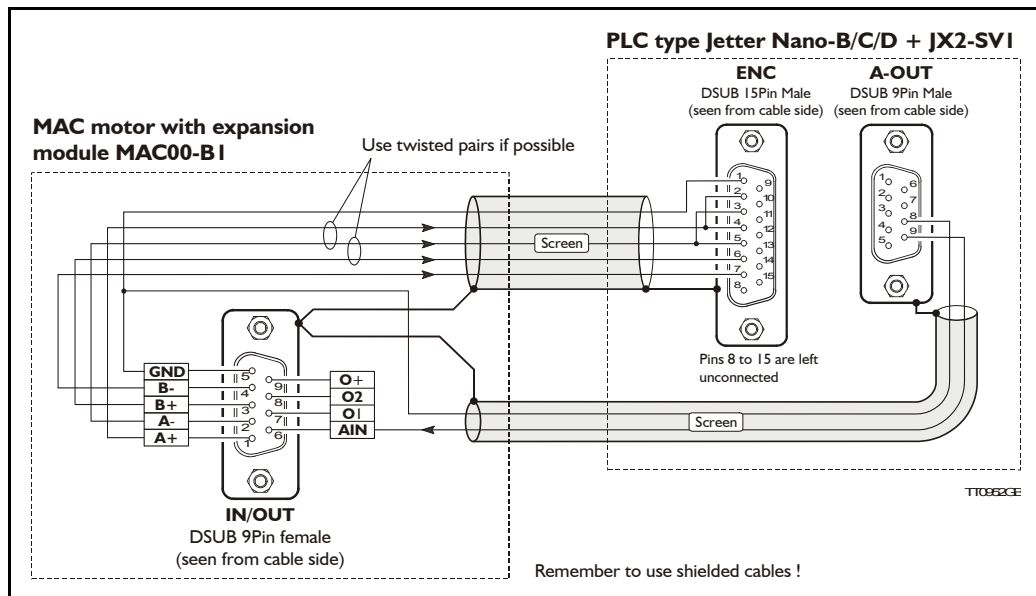 PLC type Jetter Nano-B/C/D + JX2-SV1
ENC
DSUB 15Pin Male
(seen from cable side)
A-OUT
DSUB 9Pin Male
(seen from cable side)
MAC motor with expansion
module MAC00-B1
Use twisted pairs if possible
Screen
1
2
3
4
5
6
7
8
9
10
11
12
13
14
15
1
2
3
4
5
6
7
8
9
Pins 8 to 15 are left
unconnected
GND
B-
B+
A-
A+
5
4
3
2
1
9
8
7
6
O+
O2
O1
AIN
Screen
TT0952GB
IN/OUT
DSUB 9Pin female
(seen from cable side)
Remember to use shielded cables !